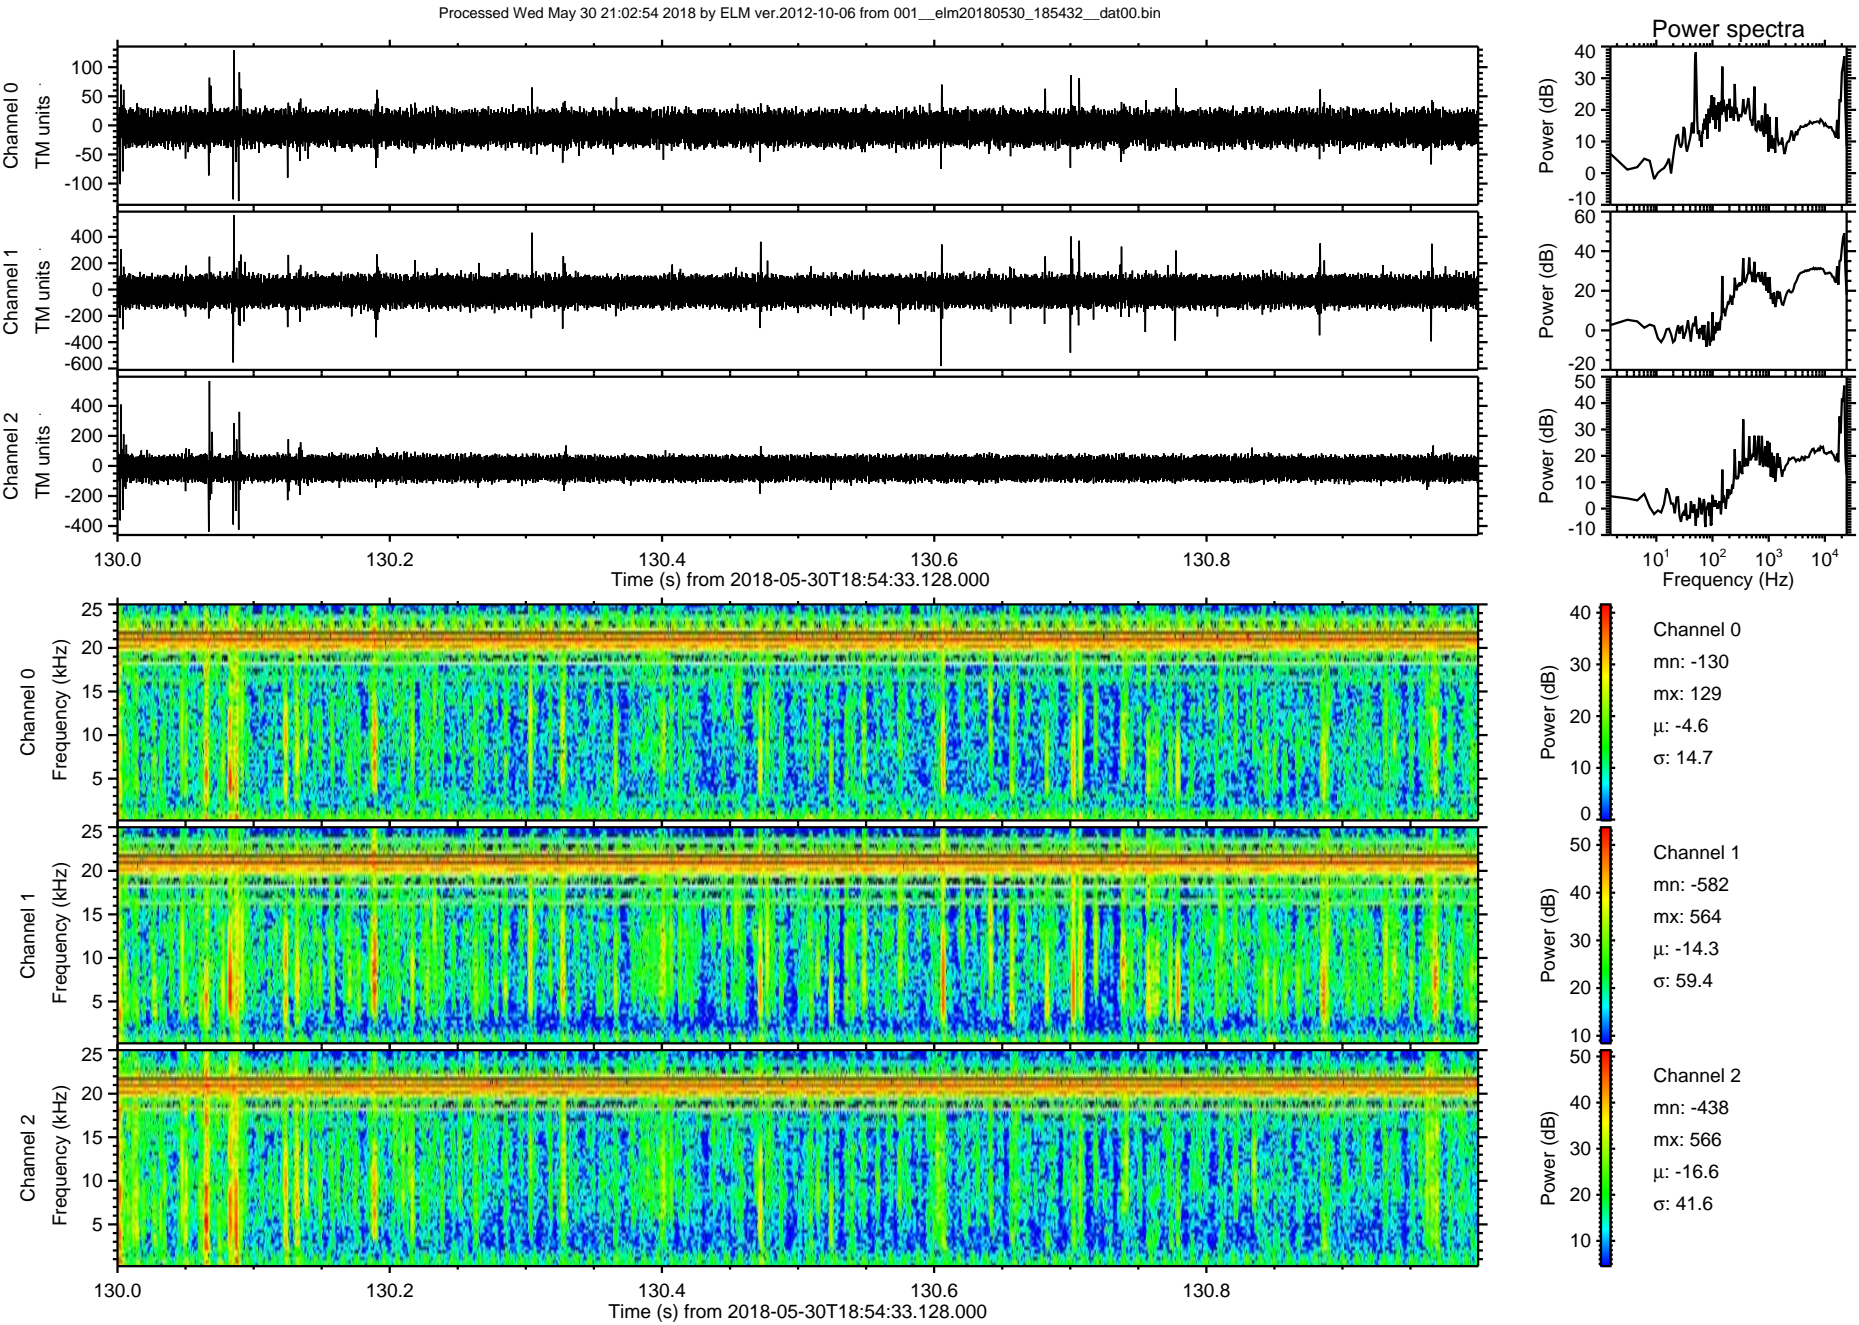 Processed Wed May 30 21:02:54 2018 by ELM ver.2012-10-06 from 001__elm20180530_185432__dat00.bin
Power spectra
Channel 0
TM units
100
50
0
-50
-100
Power (dB)
40
30
20
10
0
-10
Channel 1
TM units
400
200
0
-200
-400
-600
Power (dB)
60
40
20
0
-20
Channel 2
TM units
400
200
0
-200
-400
Power (dB)
50
40
30
20
10
0
-10
130.0 130.2 130.4 130.6 130.8
Time (s) from 2018-05-30T18:54:33.128.000
10¹ 10² 10³ 10⁴
Frequency (Hz)
Channel 0
Frequency (kHz)
25
20
15
10
5
Power (dB)
40
30
20
10
0
Channel 0
mn: -130
mx: 129
μ: -4.6
σ: 14.7
Channel 1
Frequency (kHz)
25
20
15
10
5
Power (dB)
50
40
30
20
10
Channel 1
mn: -582
mx: 564
μ: -14.3
σ: 59.4
Channel 2
Frequency (kHz)
25
20
15
10
5
Power (dB)
50
40
30
20
10
Channel 2
mn: -438
mx: 566
μ: -16.6
σ: 41.6
130.0 130.2 130.4 130.6 130.8
Time (s) from 2018-05-30T18:54:33.128.000